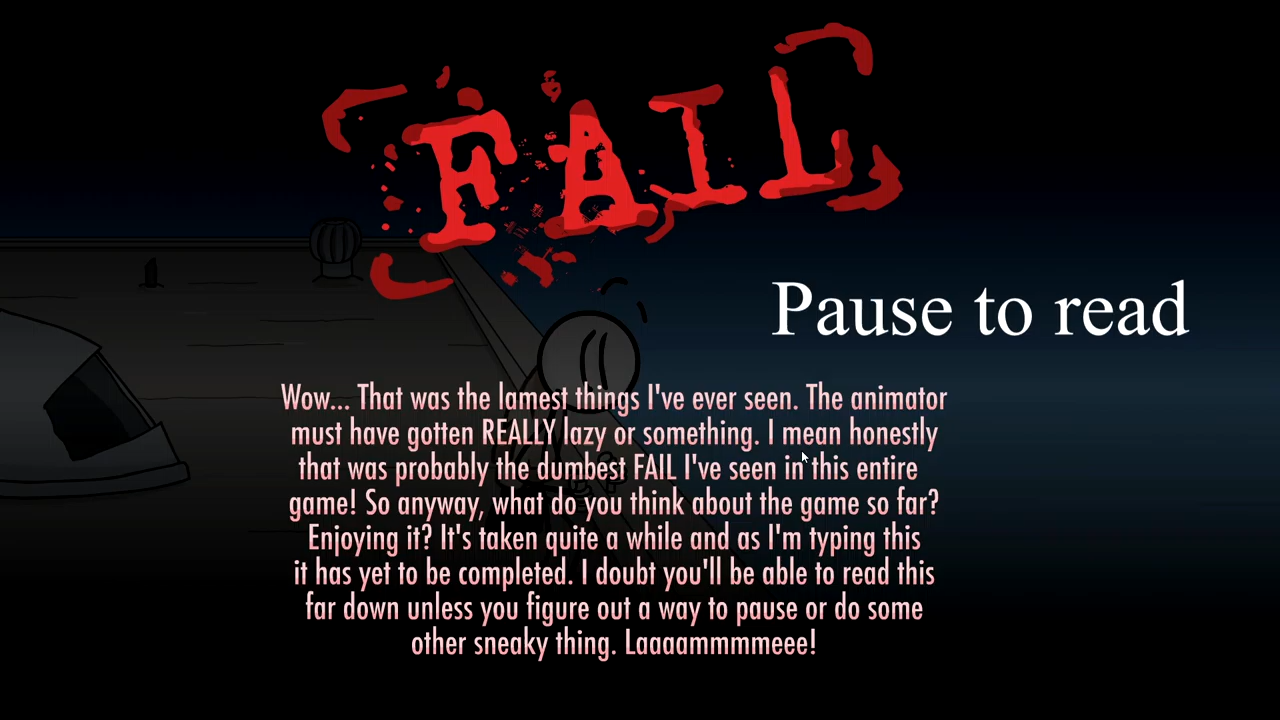 FAIL
Pause to read
Wow... That was the lamest things I've ever seen. The animator
must have gotten REALLY lazy or something. I mean honestly
that was probably the dumbest FAIL I've seen in this entire
game! So anyway, what do you think about the game so far?
Enjoying it? It's taken quite a while and as I'm typing this
it has yet to be completed. I doubt you'll be able to read this
far down unless you figure out a way to pause or do some
other sneaky thing. Laaaammmmeee!